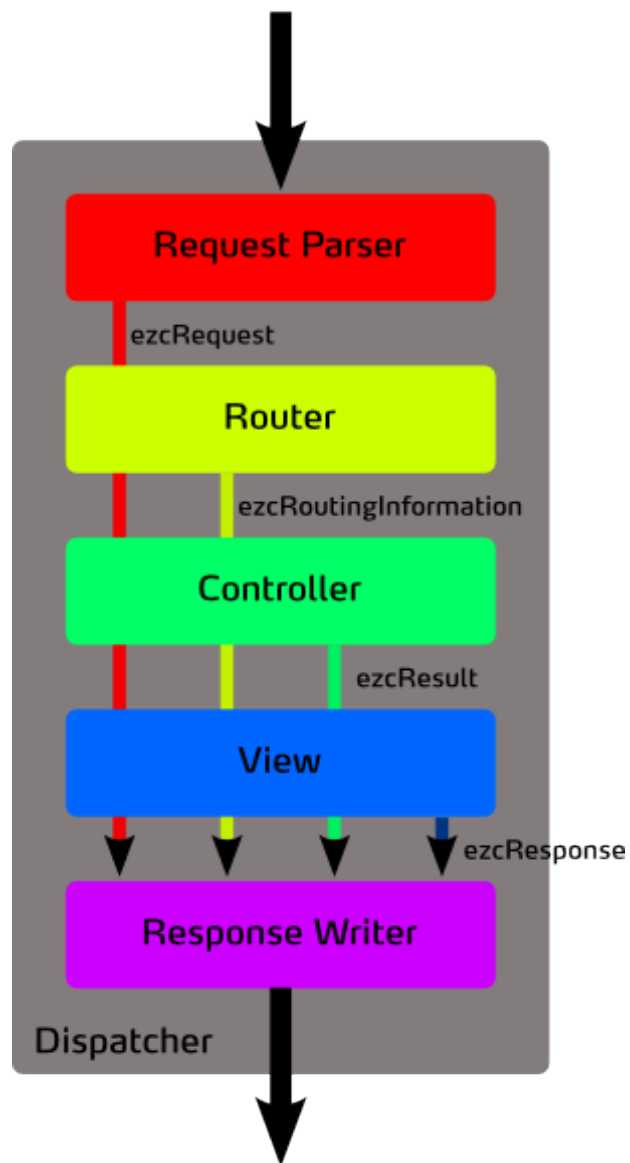 Request Parser
ezcRequest
Router
ezcRoutingInformation
Controller
ezcResult
View
ezcResponse
Response Writer
Dispatcher